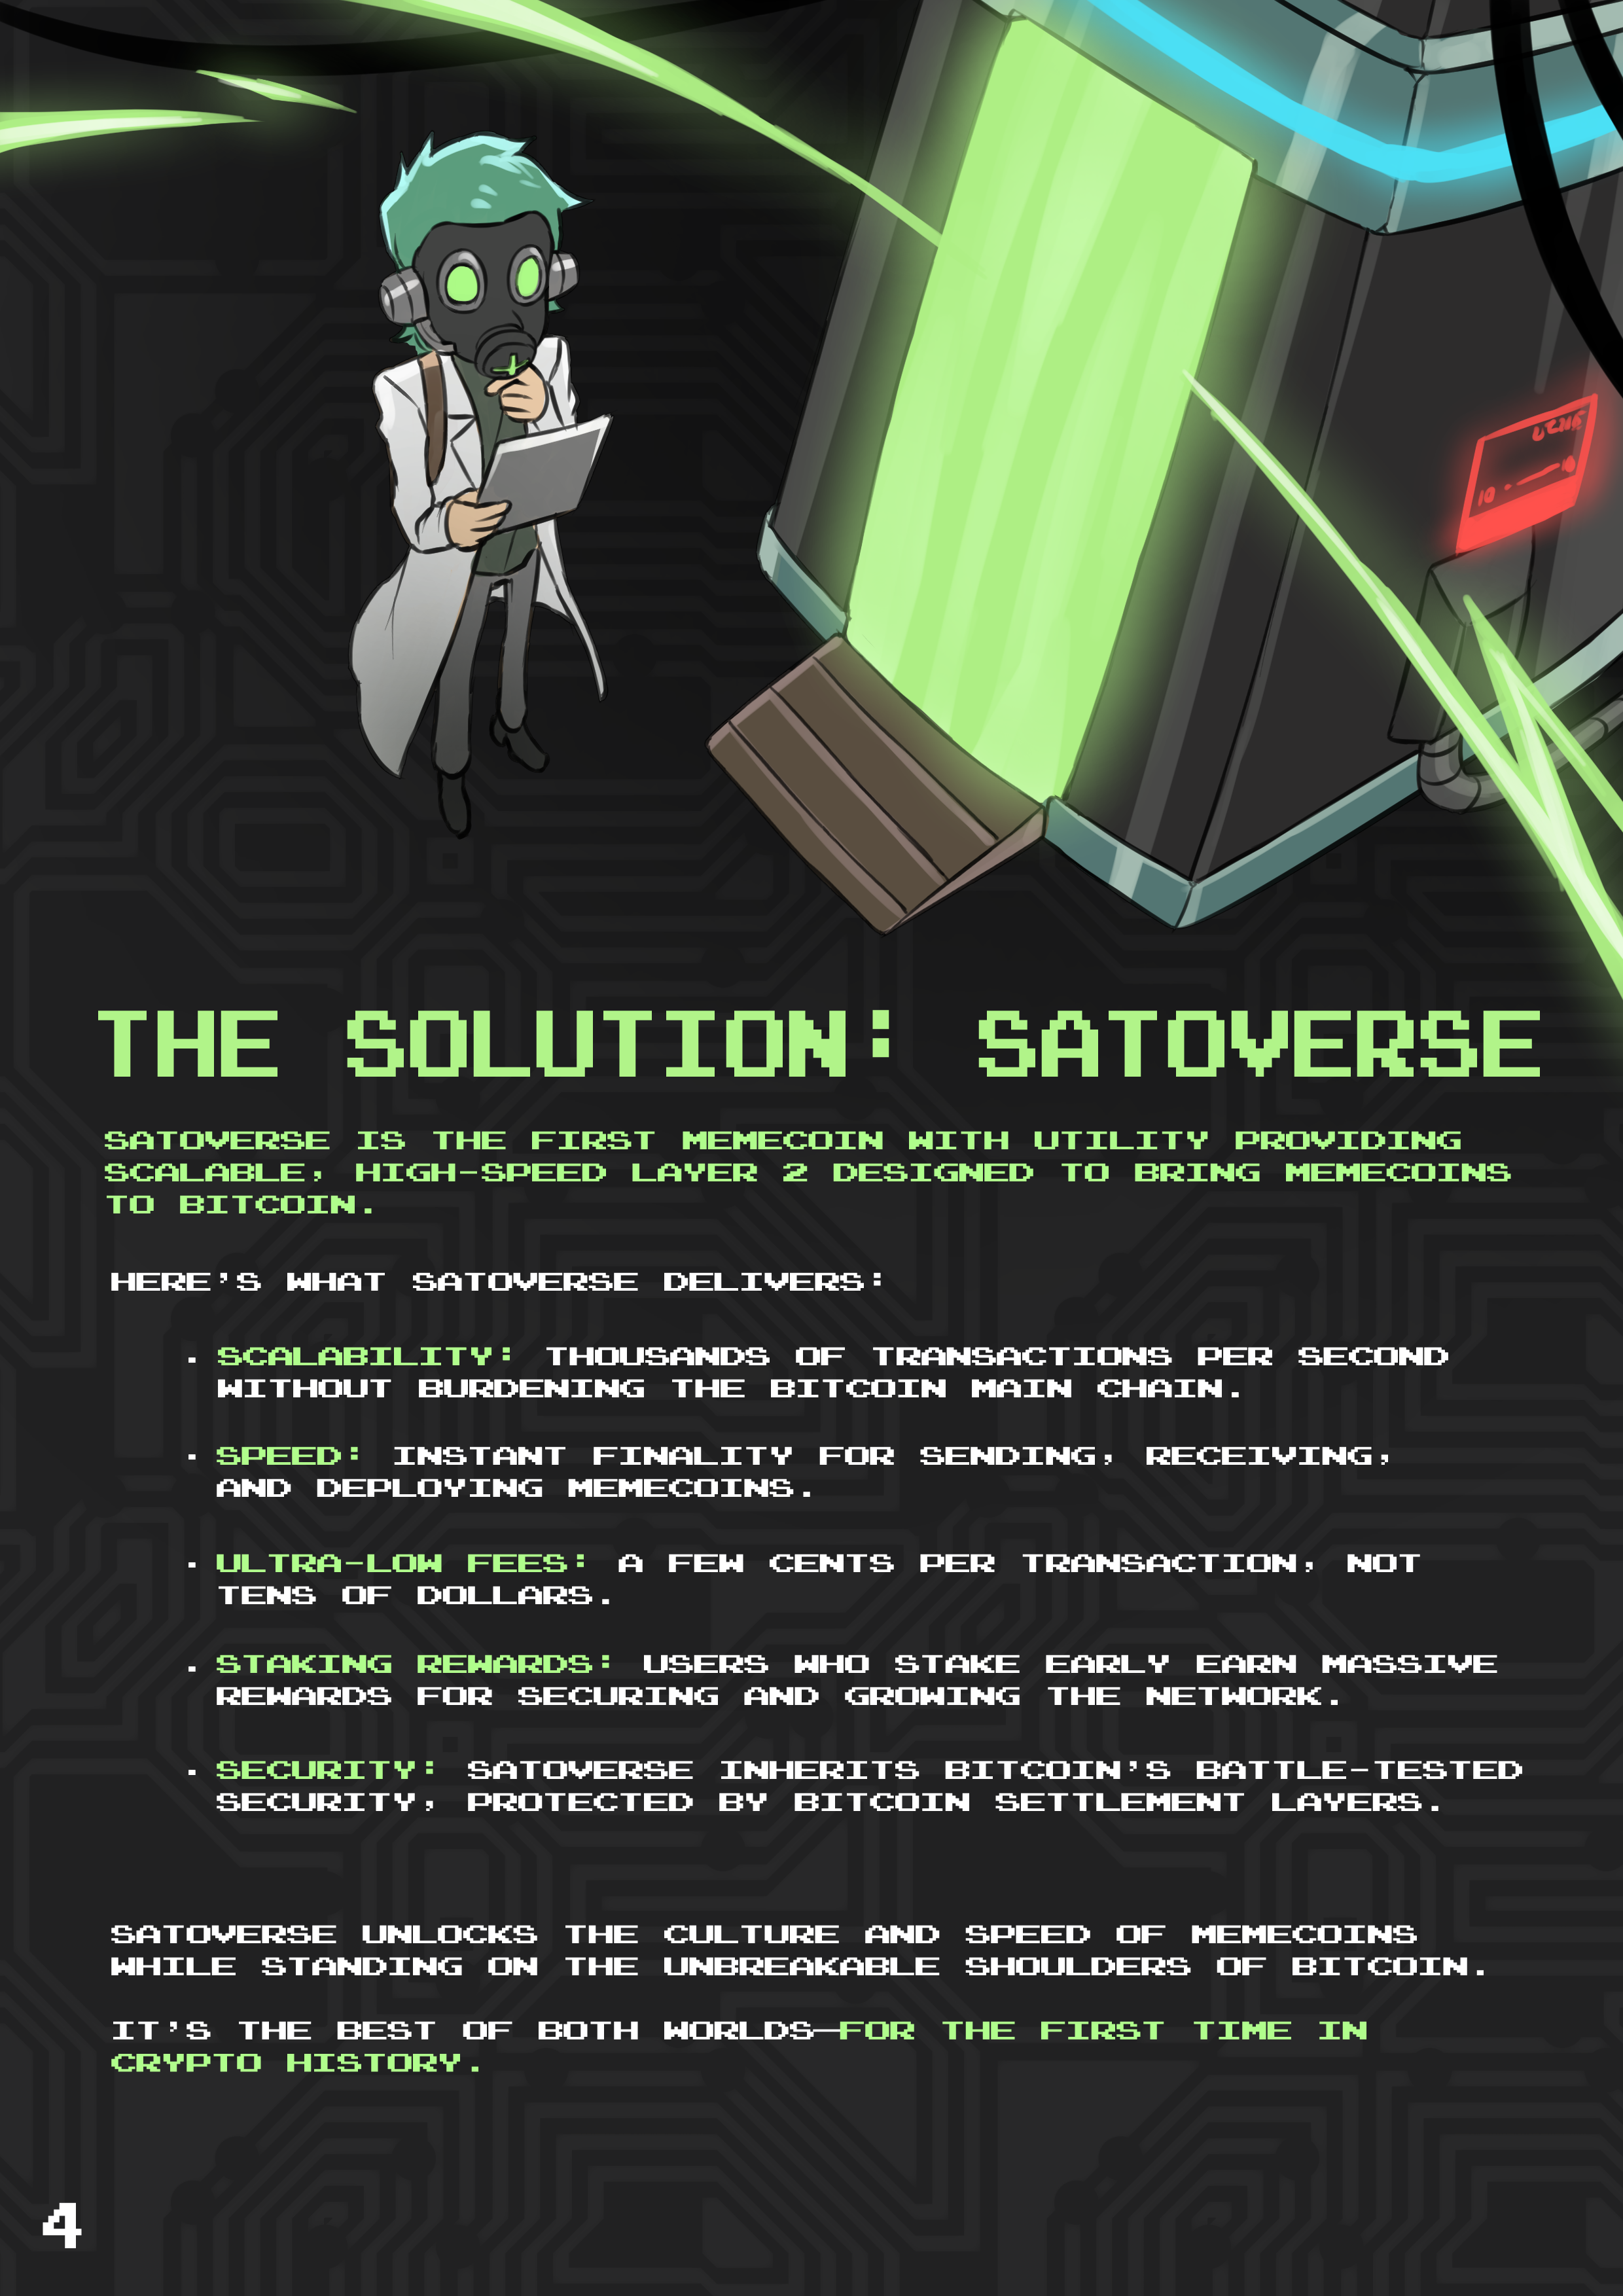 THE SOLUTION: SATOVERSE
SATOVERSE IS THE FIRST MEMECOIN WITH UTILITY PROVIDING
SCALABLE, HIGH-SPEED LAYER 2 DESIGNED TO BRING MEMECOINS
TO BITCOIN.
HERE'S WHAT SATOVERSE DELIVERS:
· SCALABILITY: THOUSANDS OF TRANSACTIONS PER SECOND
WITHOUT BURDENING THE BITCOIN MAIN CHAIN.
· SPEED: INSTANT FINALITY FOR SENDING, RECEIVING,
AND DEPLOYING MEMECOINS.
· ULTRA-LOW FEES: A FEW CENTS PER TRANSACTION, NOT
TENS OF DOLLARS.
· STAKING REWARDS: USERS WHO STAKE EARLY EARN MASSIVE
REWARDS FOR SECURING AND GROWING THE NETWORK.
· SECURITY: SATOVERSE INHERITS BITCOIN'S BATTLE-TESTED
SECURITY, PROTECTED BY BITCOIN SETTLEMENT LAYERS.
SATOVERSE UNLOCKS THE CULTURE AND SPEED OF MEMECOINS
WHILE STANDING ON THE UNBREAKABLE SHOULDERS OF BITCOIN.
IT'S THE BEST OF BOTH WORLDS—FOR THE FIRST TIME IN
CRYPTO HISTORY.
4